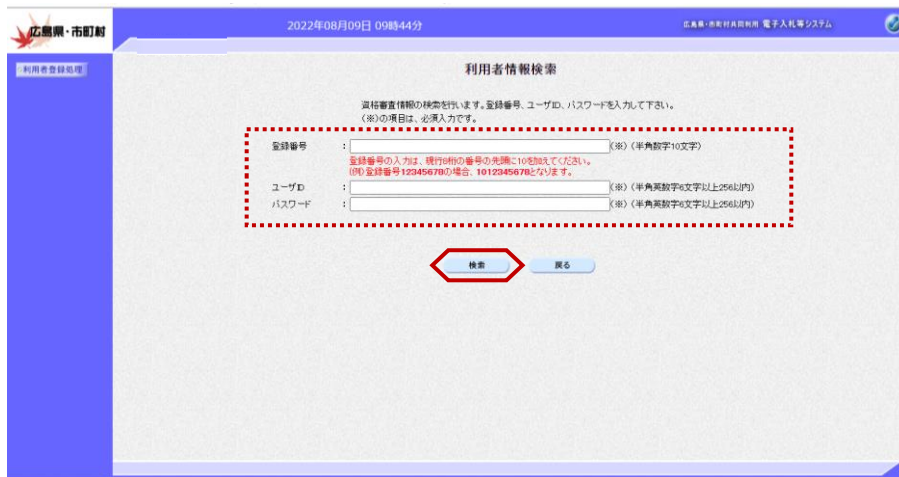 広島県・市町村
2022年08月09日 09時44分
広島県・市町村共同利用 電子入札等システム
利用者登録処理
利用者情報検索
資格審査情報の検索を行います。登録番号、ユーザID、パスワードを入力して下さい。
(※)の項目は、必須入力です。
登録番号 : (※) (半角数字10文字)
登録番号の入力は、現行8桁の番号の先頭に10を加えてください。
(例)登録番号12345678の場合、1012345678となります。
ユーザID : (※) (半角英数字6文字以上256以内)
パスワード : (※) (半角英数字6文字以上256以内)
検索 戻る